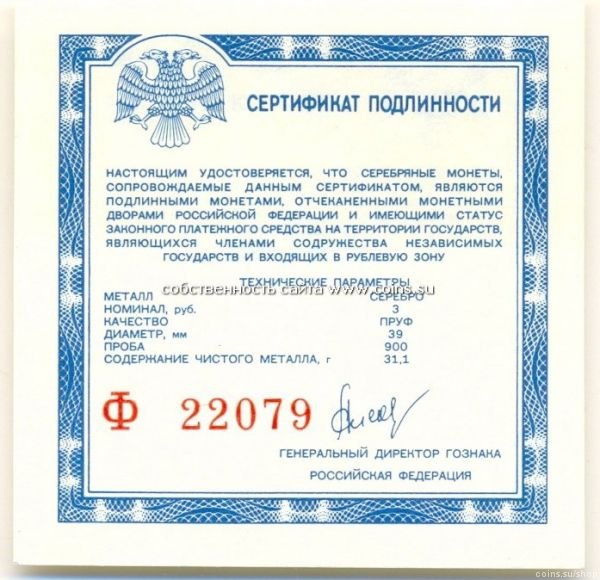 СЕРТИФИКАТ ПОДЛИННОСТИ
НАСТОЯЩИМ УДОСТОВЕРЯЕТСЯ, ЧТО СЕРЕБРЯНЫЕ МОНЕТЫ,
СОПРОВОЖДАЕМЫЕ ДАННЫМ СЕРТИФИКАТОМ, ЯВЛЯЮТСЯ
ПОДЛИННЫМИ МОНЕТАМИ, ОТЧЕКАНЕННЫМИ МОНЕТНЫМИ
ДВОРАМИ РОССИЙСКОЙ ФЕДЕРАЦИИ И ИМЕЮЩИМИ СТАТУС
ЗАКОННОГО ПЛАТЕЖНОГО СРЕДСТВА НА ТЕРРИТОРИИ ГОСУДАРСТВ,
ЯВЛЯЮЩИХСЯ ЧЛЕНАМИ СОДРУЖЕСТВА НЕЗАВИСИМЫХ
ГОСУДАРСТВ И ВХОДЯЩИХ В РУБЛЕВУЮ ЗОНУ
ТЕХНИЧЕСКИЕ ПАРАМЕТРЫ
собственность сайта www.coins.su
МЕТАЛЛ СЕРЕБРО
НОМИНАЛ, руб. 3
КАЧЕСТВО ПРУФ
ДИАМЕТР, мм 39
ПРОБА 900
СОДЕРЖАНИЕ ЧИСТОГО МЕТАЛЛА, г 31,1
Ф 22079
ГЕНЕРАЛЬНЫЙ ДИРЕКТОР ГОЗНАКА
РОССИЙСКАЯ ФЕДЕРАЦИЯ